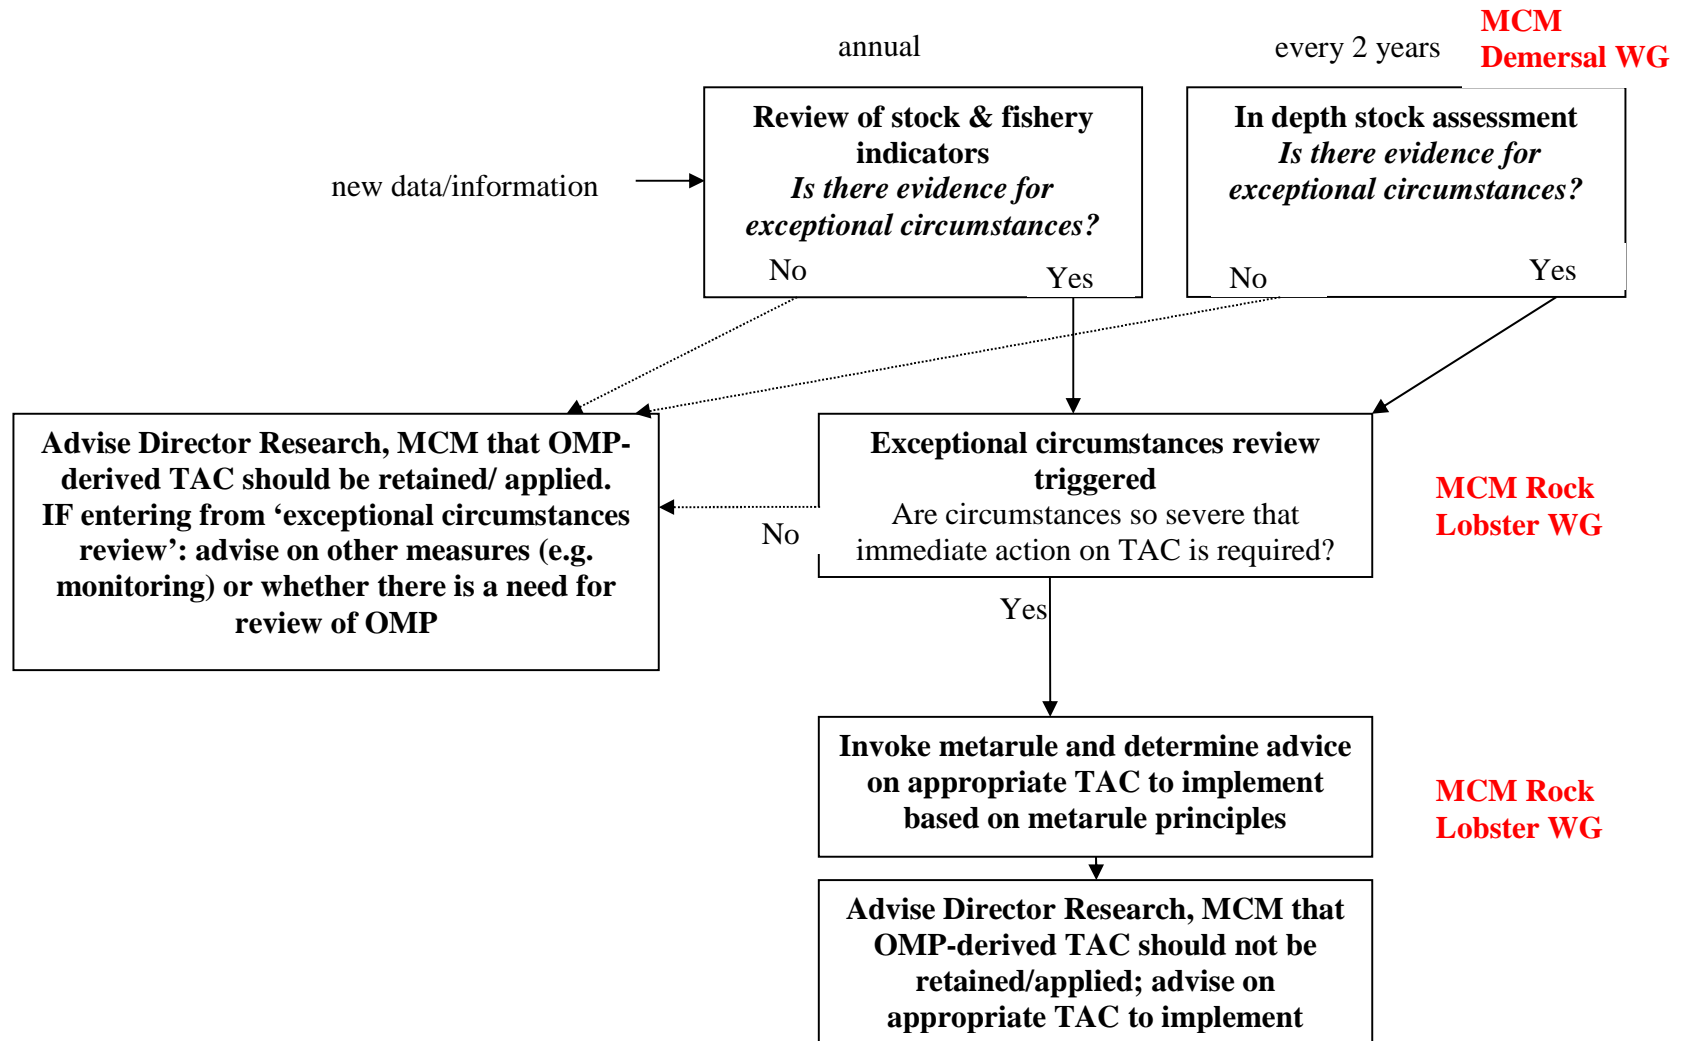 annual
every 2 years
MCM
Demersal WG
Review of stock & fishery
indicators
Is there evidence for
exceptional circumstances?
No
Yes
In depth stock assessment
Is there evidence for
exceptional circumstances?
No
Yes
new data/information
Advise Director Research, MCM that OMP-
derived TAC should be retained/ applied.
IF entering from ‘exceptional circumstances
review’: advise on other measures (e.g.
monitoring) or whether there is a need for
review of OMP
No
Exceptional circumstances review
triggered
Are circumstances so severe that
immediate action on TAC is required?
MCM Rock
Lobster WG
Yes
Invoke metarule and determine advice
on appropriate TAC to implement
based on metarule principles
MCM Rock
Lobster WG
Advise Director Research, MCM that
OMP-derived TAC should not be
retained/applied; advise on
appropriate TAC to implement